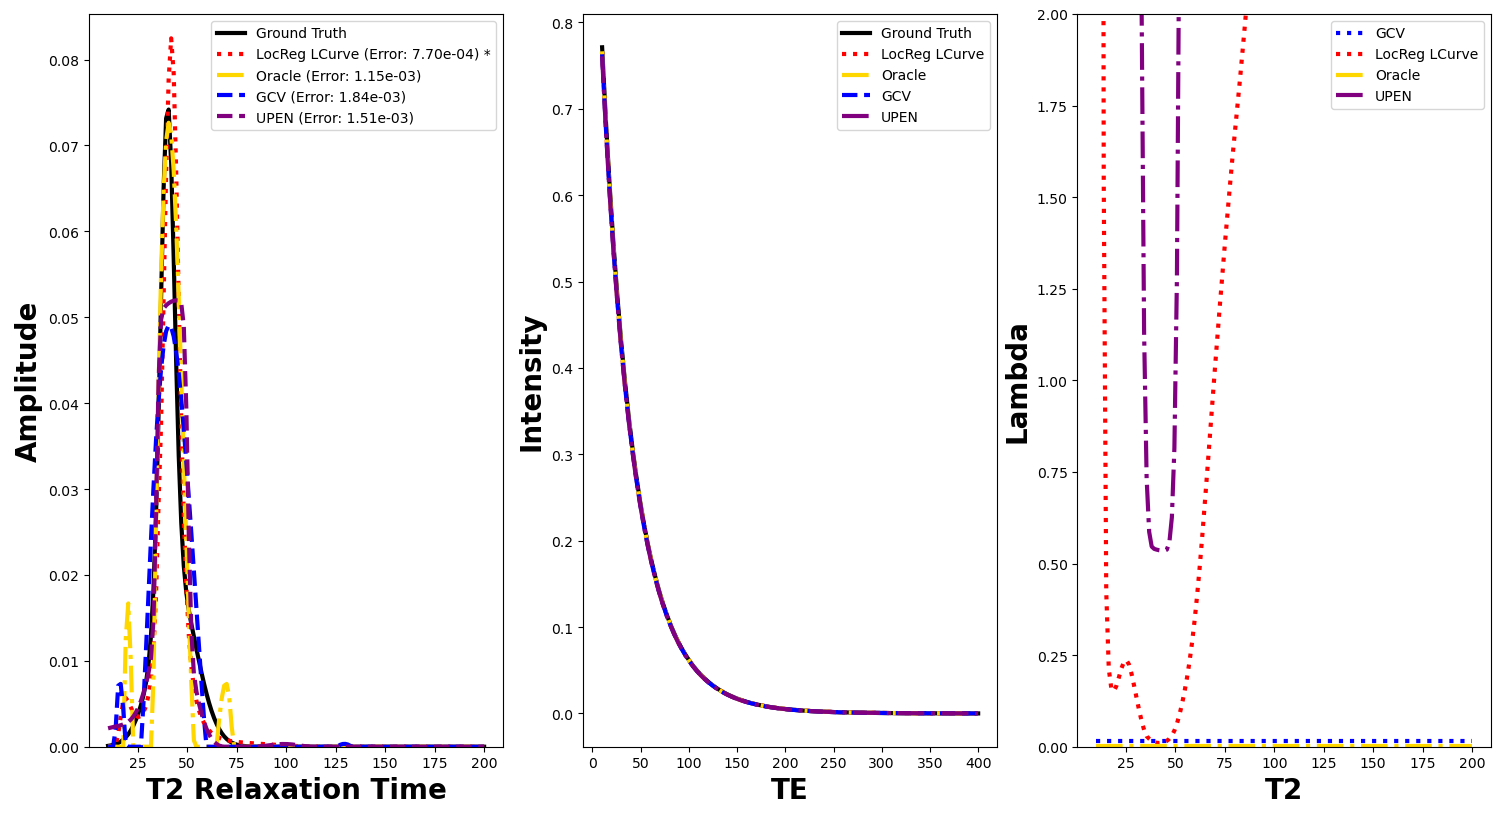 Ground Truth
LocReg LCurve (Error: 7.70e-04) *
Oracle (Error: 1.15e-03)
GCV (Error: 1.84e-03)
UPEN (Error: 1.51e-03)
0.08
0.07
0.06
0.05
0.04
0.03
0.02
0.01
0.00
Amplitude
25 50 75 100 125 150 175 200
T2 Relaxation Time
Ground Truth
LocReg LCurve
Oracle
GCV
UPEN
0.8
0.7
0.6
0.5
0.4
0.3
0.2
0.1
0.0
Intensity
0 50 100 150 200 250 300 350 400
TE
GCV
LocReg LCurve
Oracle
UPEN
2.00
1.75
1.50
1.25
1.00
0.75
0.50
0.25
0.00
Lambda
25 50 75 100 125 150 175 200
T2